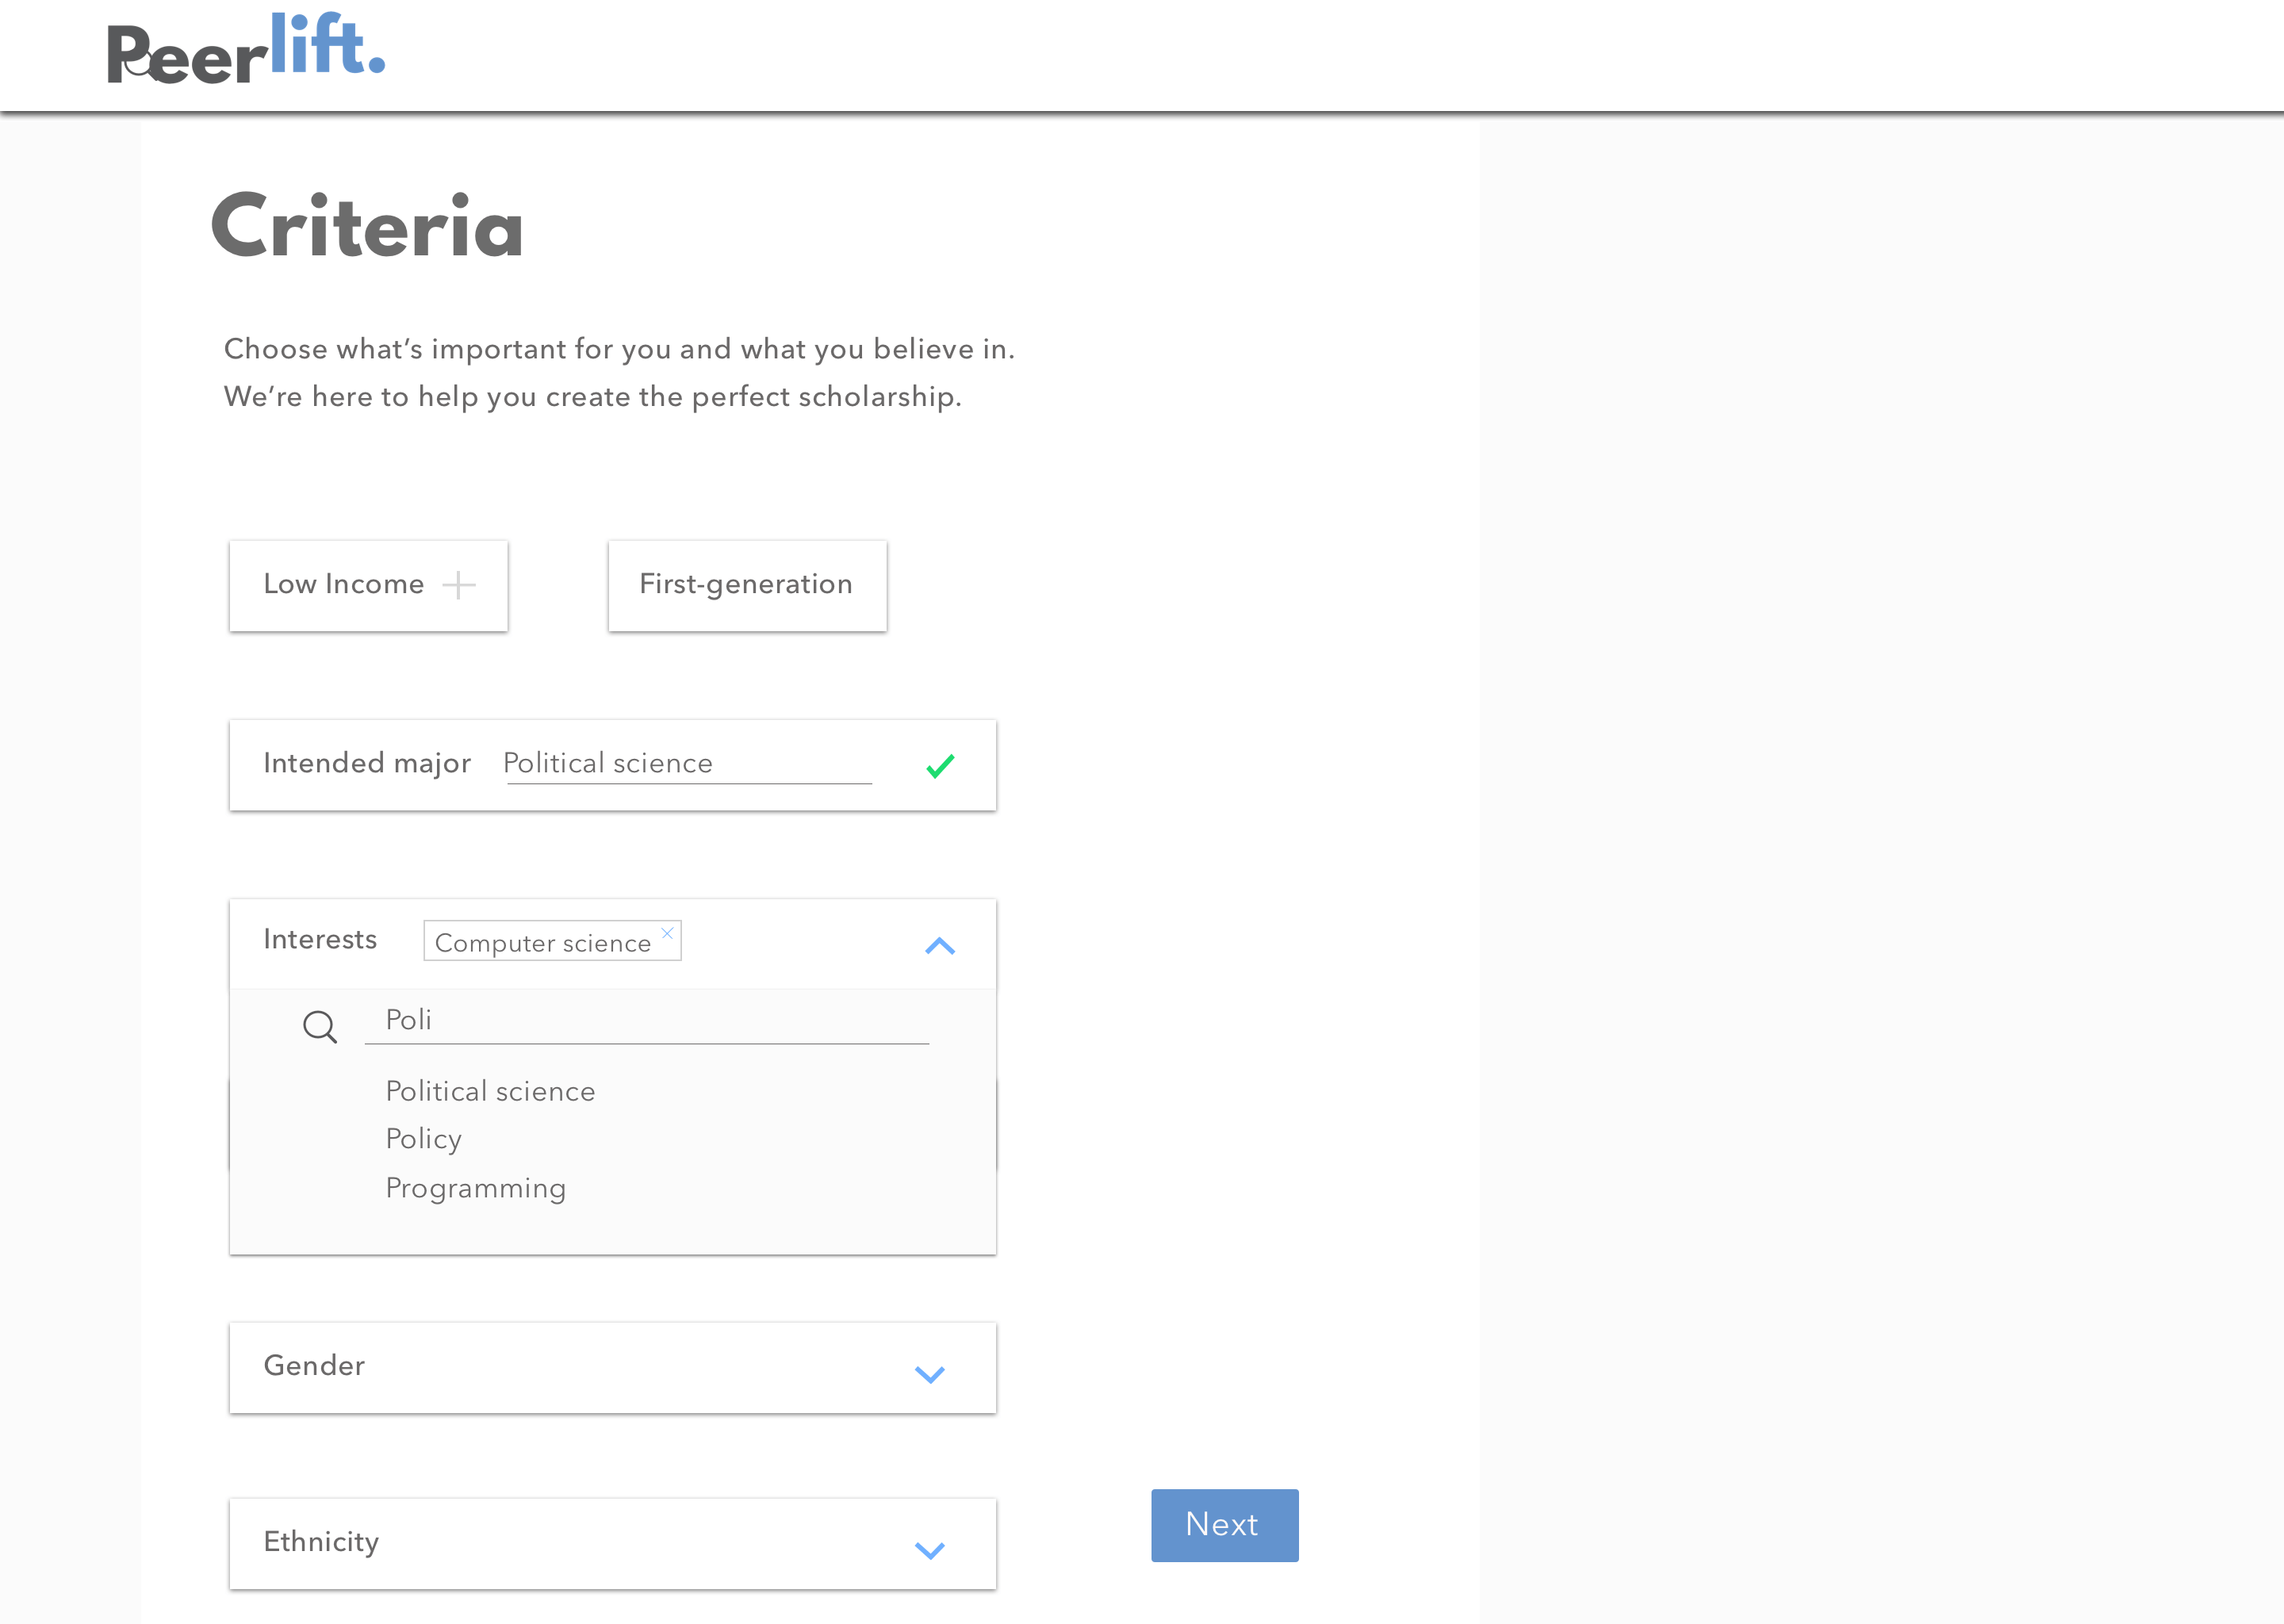 Peerlift.
Criteria
Choose what’s important for you and what you believe in.
We’re here to help you create the perfect scholarship.
Low Income
First-generation
Intended major Political science
Interests Computer science
Poli
Political science
Policy
Programming
Gender
Ethnicity
Next